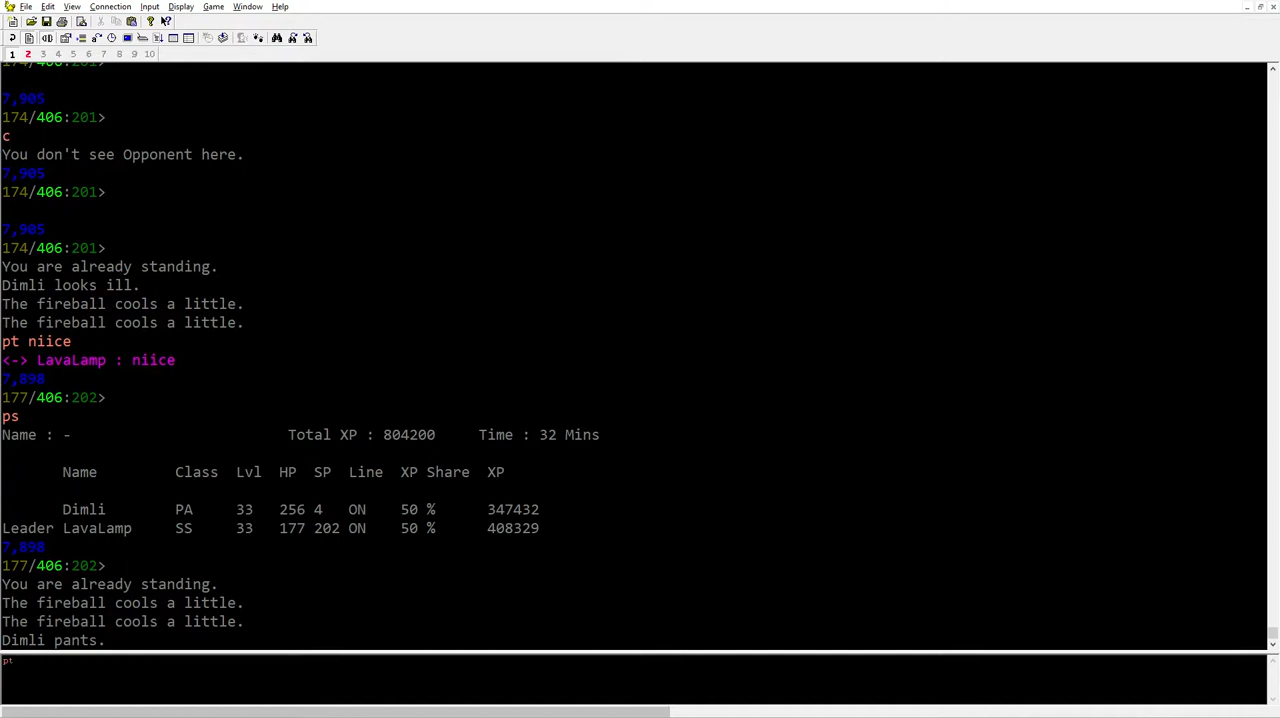 File Edit View Connection Input Display Game Window Help
1 2 3 4 5 6 7 8 9 10
174/406:201>
7,905
174/406:201>
c
You don't see Opponent here.
7,905
174/406:201>
7,905
174/406:201>
You are already standing.
Dimli looks ill.
The fireball cools a little.
The fireball cools a little.
pt niice
<-> LavaLamp : niice
7,898
177/406:202>
ps
Name : - Total XP : 804200 Time : 32 Mins
Name Class Lvl HP SP Line XP Share XP
Dimli PA 33 256 4 ON 50 % 347432
Leader LavaLamp SS 33 177 202 ON 50 % 408329
7,898
177/406:202>
You are already standing.
The fireball cools a little.
The fireball cools a little.
Dimli pants.
pt